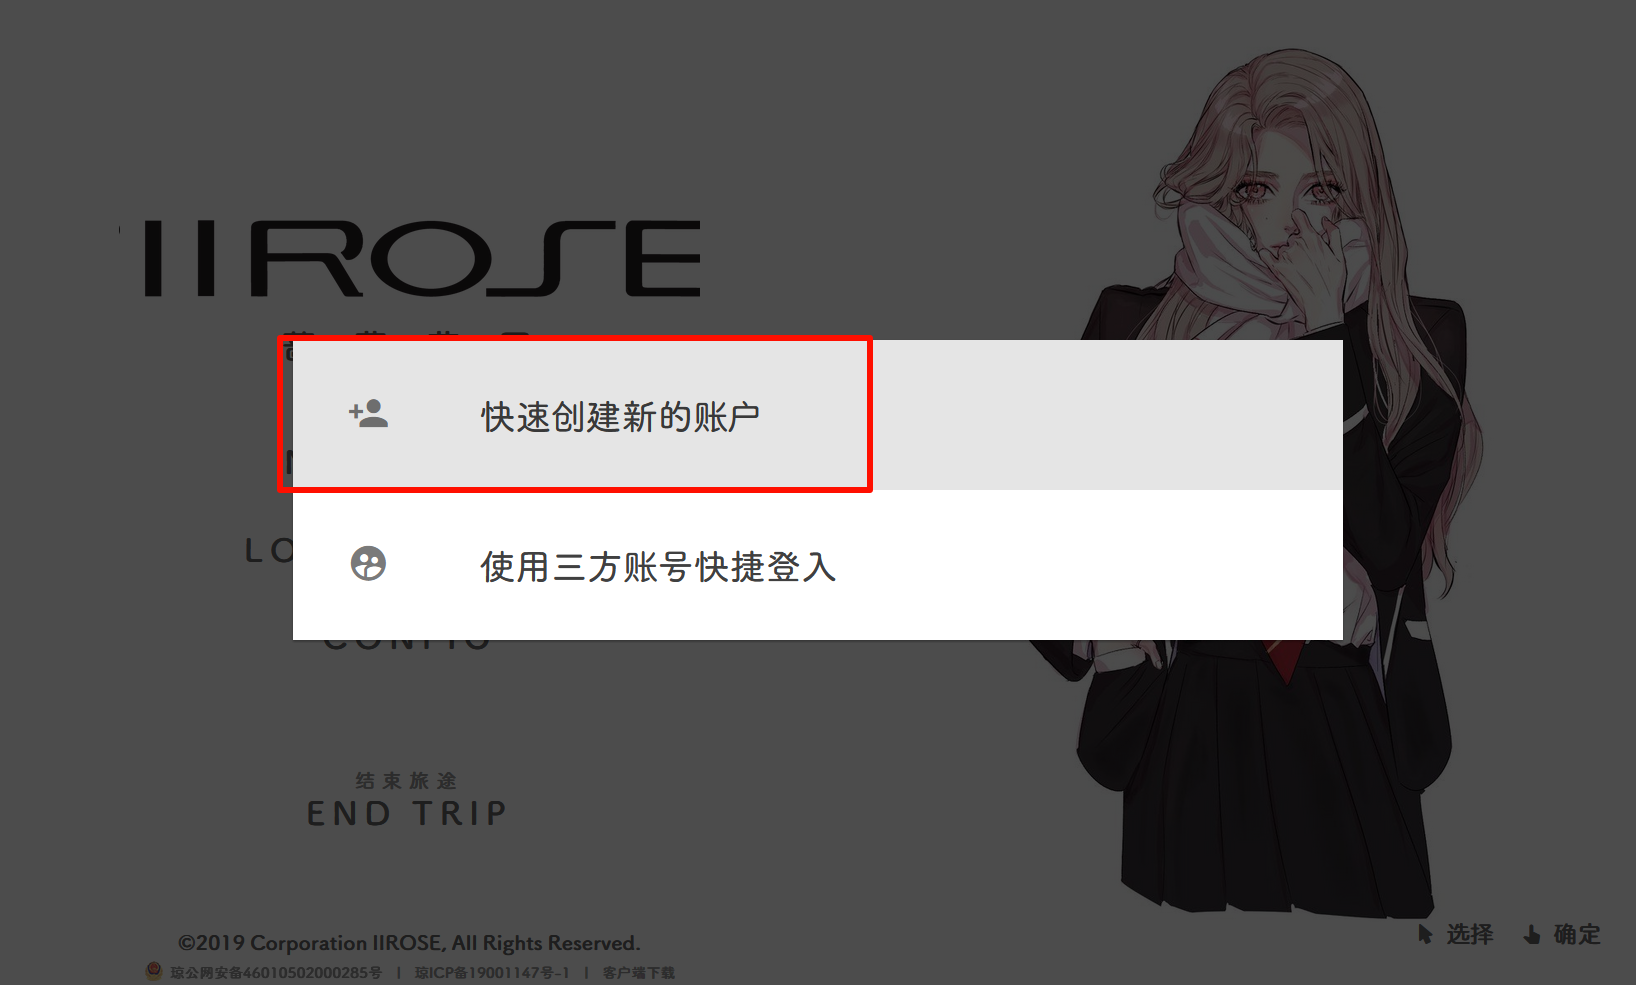 IIROSE
快速创建新的账户
使用三方账号快捷登入
结束旅途
END TRIP
选择 确定
©2019 Corporation IIROSE, All Rights Reserved.
琼公网安备46010502000285号 | 琼ICP备19001147号-1 | 客户端下载